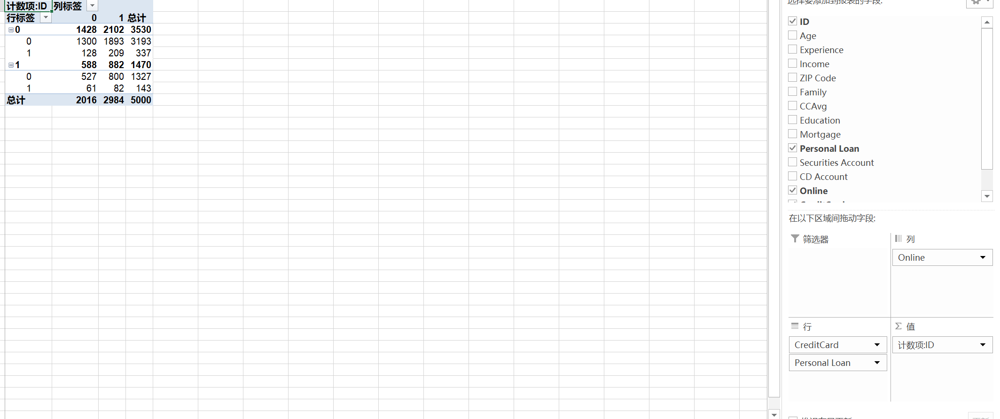 计数项:ID 列标签
行标签 0 1 总计
0 1428 2102 3530
0 1300 1893 3193
1 128 209 337
1 588 882 1470
0 527 800 1327
1 61 82 143
总计 2016 2984 5000
选择要添加到报表的字段:
ID
Age
Experience
Income
ZIP Code
Family
CCAvg
Education
Mortgage
Personal Loan
Securities Account
CD Account
Online
CreditCard
在以下区域间拖动字段:
筛选器
列
Online
行
CreditCard
Personal Loan
Σ 值
计数项:ID